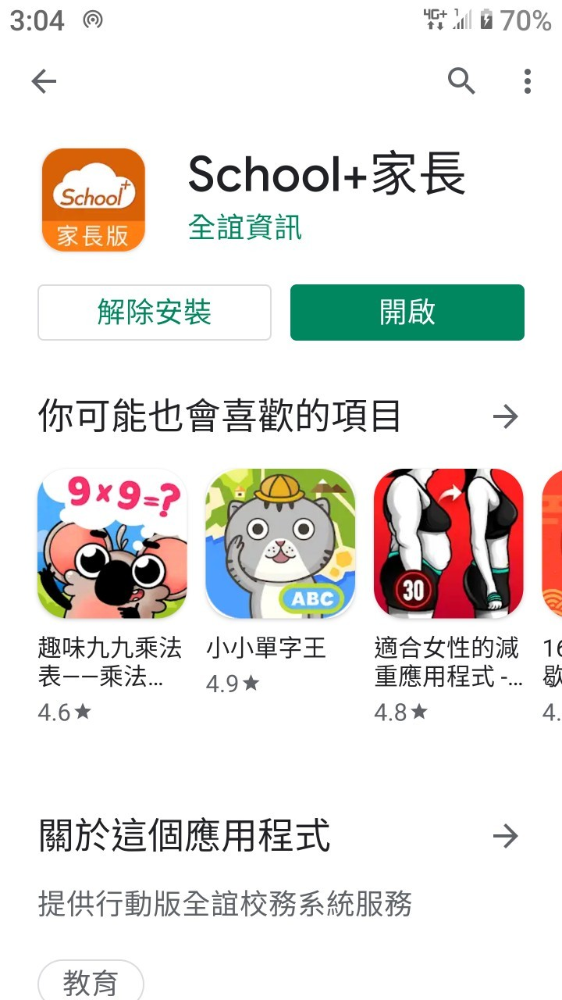 3:04 4G+ 1 70%
School+
家長版
School+家長
全誼資訊
解除安裝
開啟
你可能也會喜歡的項目
9×9=?
ABC
30
趣味九九乘法
表——乘法...
4.6★
小小單字王
4.9★
適合女性的減
重應用程式 -...
4.8★
16
歇
4.
關於這個應用程式
提供行動版全誼校務系統服務
教育